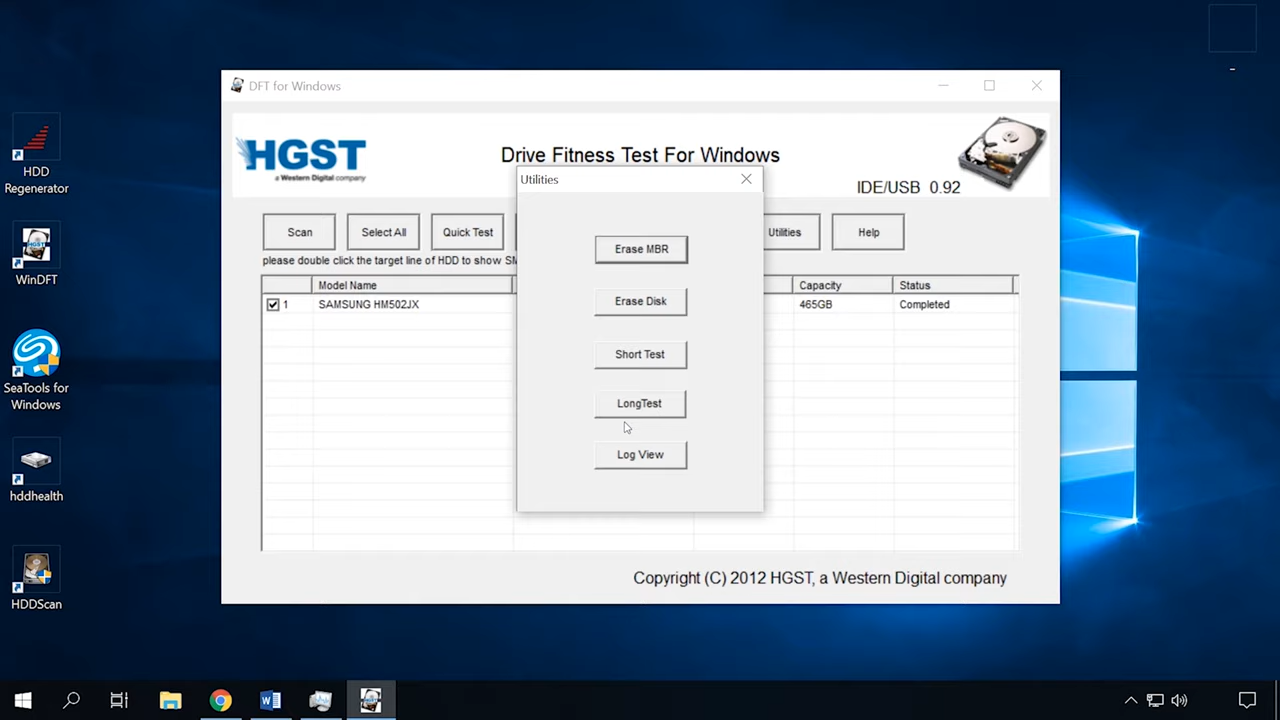 DFT for Windows
HGST
a Western Digital company
Drive Fitness Test For Windows
IDE/USB 0.92
Utilities
Scan
Select All
Quick Test
Utilities
Help
please double click the target line of HDD to show SM
Model Name
Capacity
Status
1
SAMSUNG HM502JX
465GB
Completed
Erase MBR
Erase Disk
Short Test
LongTest
Log View
Copyright (C) 2012 HGST, a Western Digital company
HDD
Regenerator
HGST
WinDFT
SeaTools for
Windows
hddhealth
HDDScan